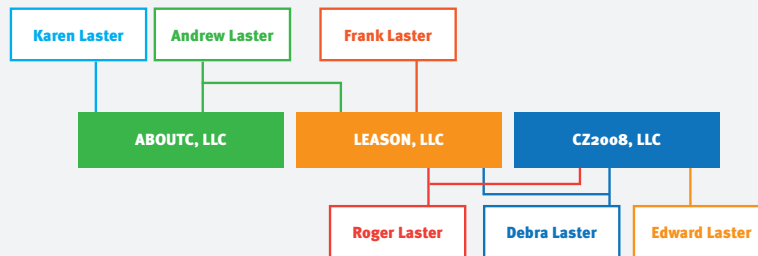 Karen Laster
Andrew Laster
Frank Laster
ABOUTC, LLC
LEASON, LLC
CZ2008, LLC
Roger Laster
Debra Laster
Edward Laster